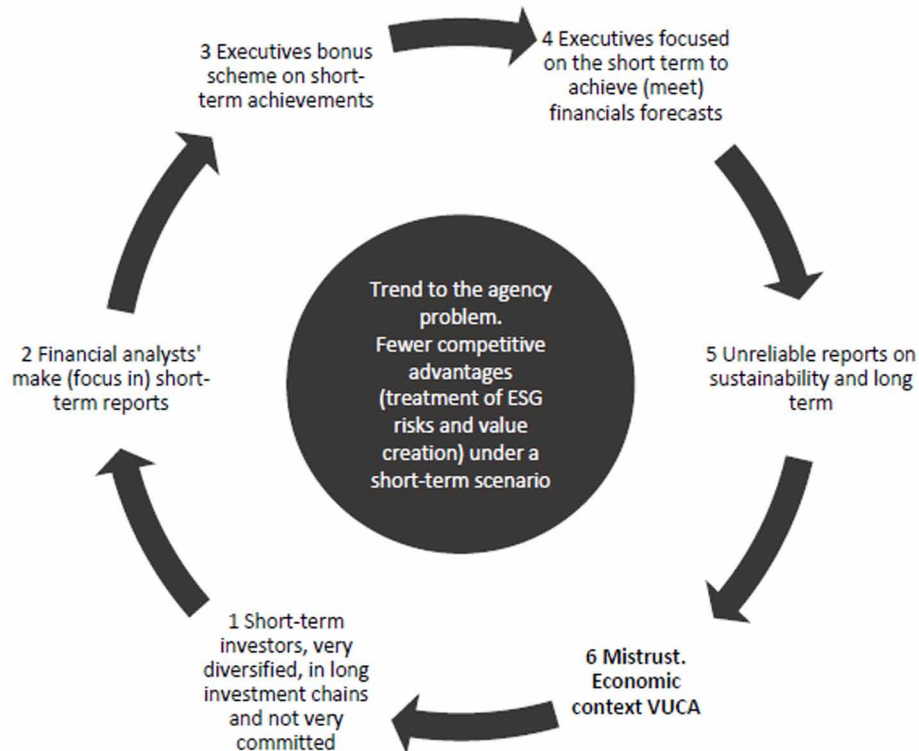 3 Executives bonus
scheme on short-
term achievements
4 Executives focused
on the short term to
achieve (meet)
financials forecasts
Trend to the agency
problem.
Fewer competitive
advantages
(treatment of ESG
risks and value
creation) under a
short-term scenario
2 Financial analysts'
make (focus in) short-
term reports
5 Unreliable reports on
sustainability and long
term
1 Short-term
investors, very
diversified, in long
investment chains
and not very
committed
6 Mistrust.
Economic
context VUCA